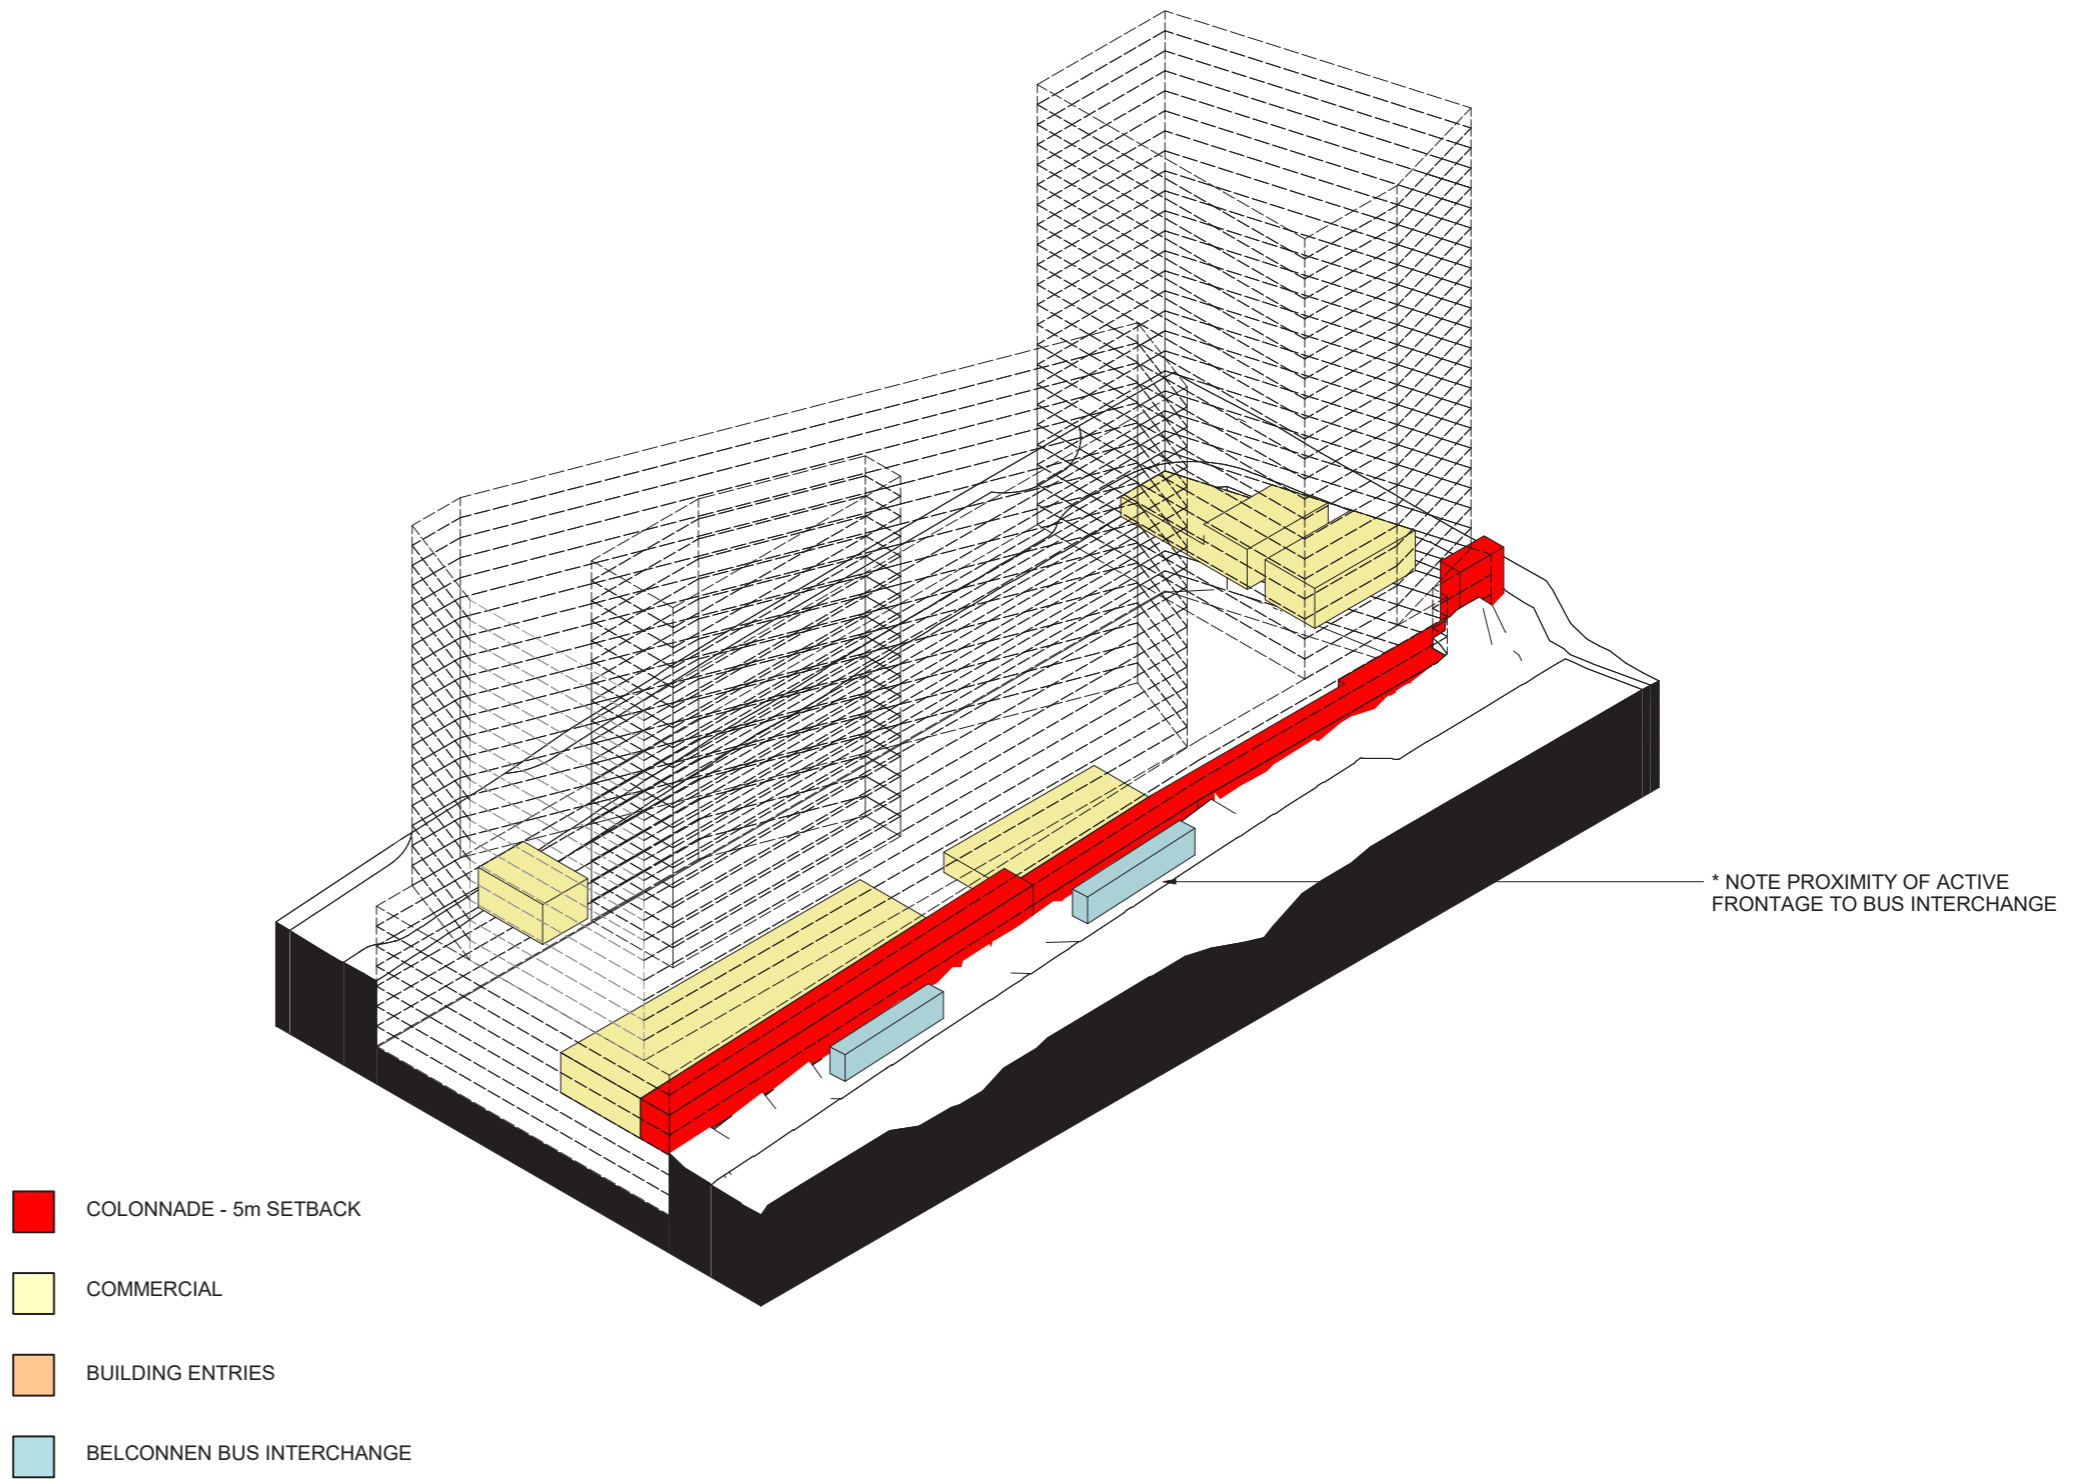 * NOTE PROXIMITY OF ACTIVE
FRONTAGE TO BUS INTERCHANGE
COLONNADE - 5m SETBACK
COMMERCIAL
BUILDING ENTRIES
BELCONNEN BUS INTERCHANGE